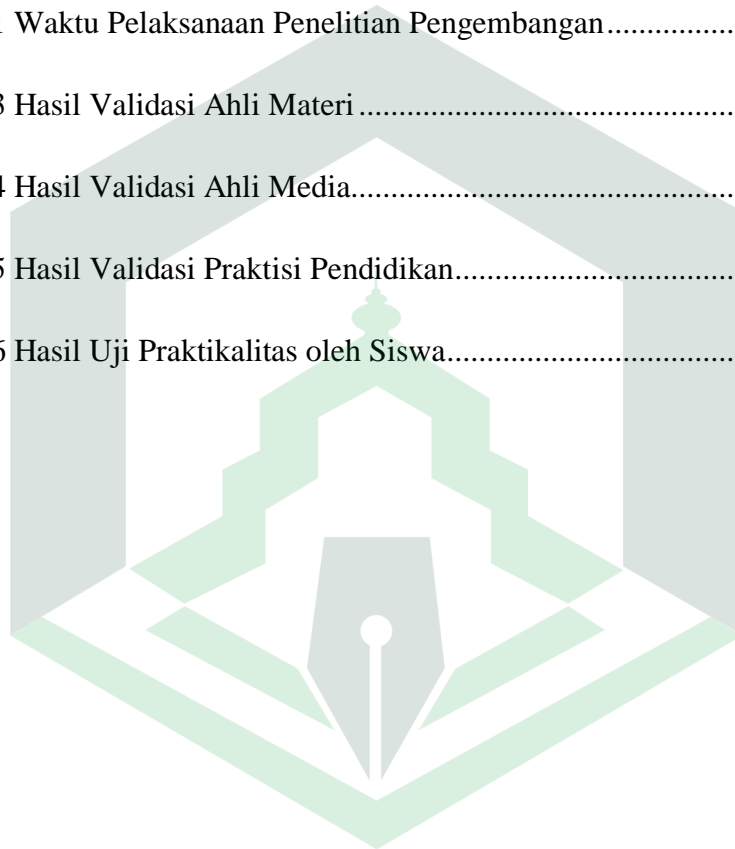 1 Waktu Pelaksanaan Penelitian Pengembangan..................
3 Hasil Validasi Ahli Materi.....................................................
4 Hasil Validasi Ahli Media......................................................
5 Hasil Validasi Praktisi Pendidikan.......................................
6 Hasil Uji Praktikalitas oleh Siswa........................................